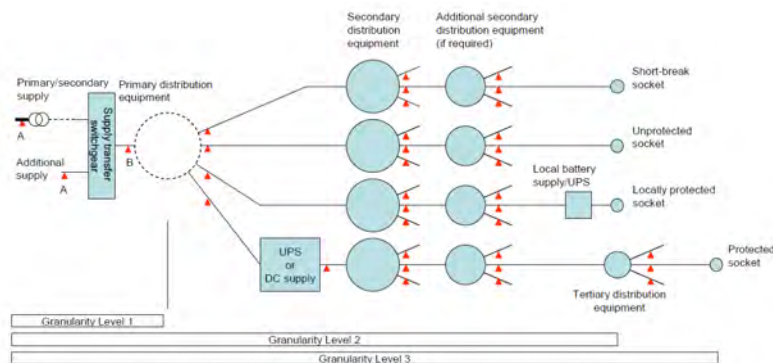 Secondary
distribution
equipment
Additional secondary
distribution equipment
(if required)
Short-break
socket
Primary/secondary
supply
Primary distribution
equipment
A
Supply transfer
switchgear
B
Additional
supply
A
Unprotected
socket
Local battery
supply/UPS
Locally protected
socket
UPS
or
DC supply
Protected
socket
Tertiary distribution
equipment
Granularity Level 1
Granularity Level 2
Granularity Level 3